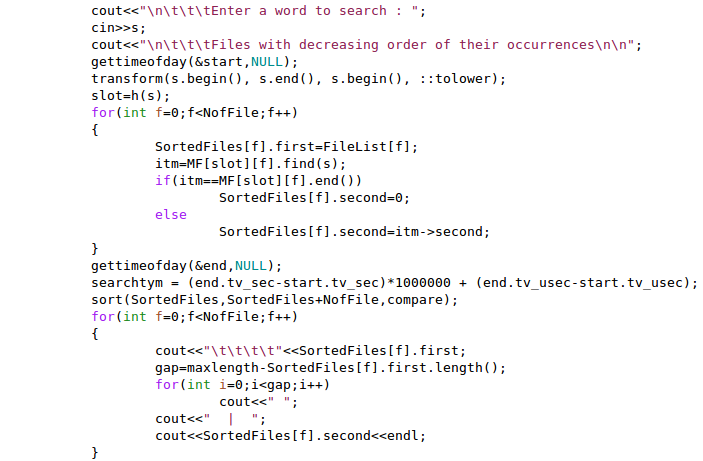 cout<<"\n\t\t\tEnter a word to search : ";
cin>>s;
cout<<"\n\t\t\tFiles with decreasing order of their occurrences\n\n";
gettimeofday(&start,NULL);
transform(s.begin(), s.end(), s.begin(), ::tolower);
slot=h(s);
for(int f=0;f<NofFile;f++)
{
        SortedFiles[f].first=FileList[f];
        itm=MF[slot][f].find(s);
        if(itm==MF[slot][f].end())
                SortedFiles[f].second=0;
        else
                SortedFiles[f].second=itm->second;
}
gettimeofday(&end,NULL);
searchtym = (end.tv_sec-start.tv_sec)*1000000 + (end.tv_usec-start.tv_usec);
sort(SortedFiles,SortedFiles+NofFile,compare);
for(int f=0;f<NofFile;f++)
{
        cout<<"\t\t\t\t"<<SortedFiles[f].first;
        gap=maxlength-SortedFiles[f].first.length();
        for(int i=0;i<gap;i++)
                cout<<" ";
        cout<<"  |  ";
        cout<<SortedFiles[f].second<<endl;
}